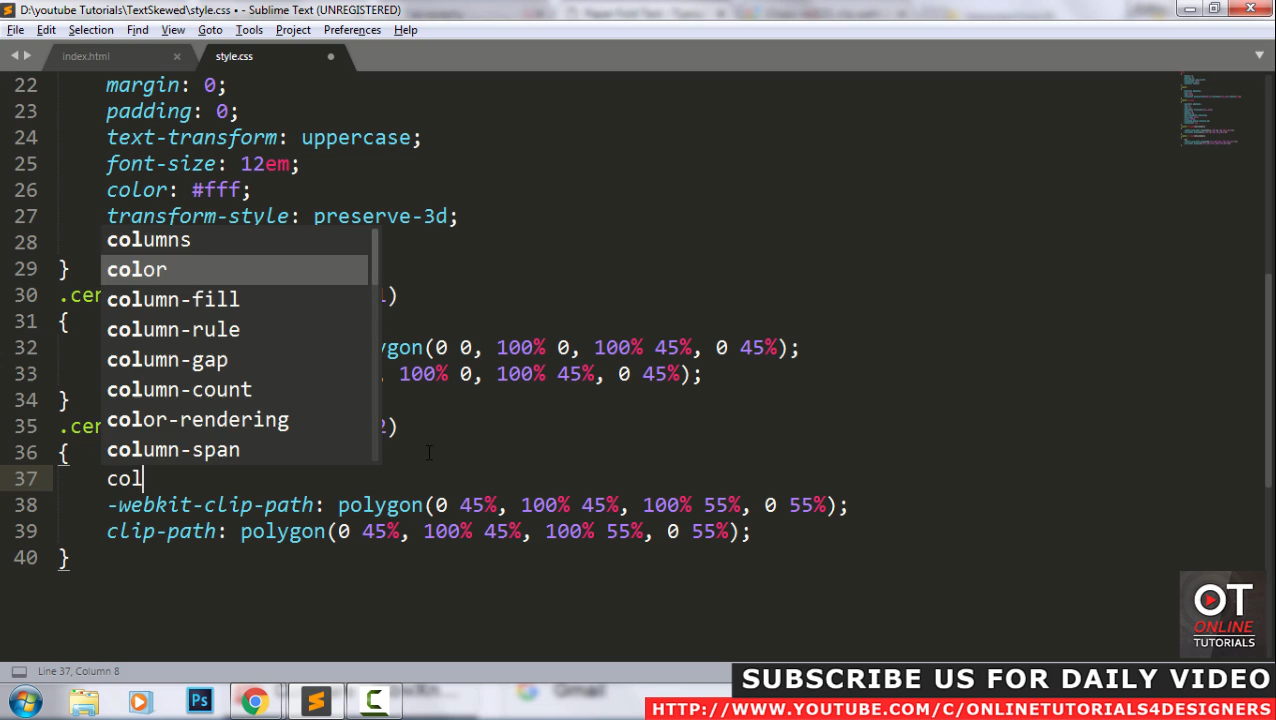 D:\youtube Tutorials\TextSkewed\style.css • - Sublime Text (UNREGISTERED)
File Edit Selection Find View Goto Tools Project Preferences Help
index.html style.css
22 margin: 0;
23 padding: 0;
24 text-transform: uppercase;
25 font-size: 12em;
26 color: #fff;
27 transform-style: preserve-3d;
28 columns
29 } color
30 .cer )
column-fill
31 {
column-rule
32 ygon(0 0, 100% 0, 100% 45%, 0 45%);
column-gap
33 , 100% 0, 100% 45%, 0 45%);
column-count
34 }
color-rendering
35 .cer 2)
column-span
36 {
37 col
38 -webkit-clip-path: polygon(0 45%, 100% 45%, 100% 55%, 0 55%);
39 clip-path: polygon(0 45%, 100% 45%, 100% 55%, 0 55%);
40 }
OT
ONLINE
TUTORIALS
Line 37, Column 8
SUBSCRIBE US FOR DAILY VIDEO
HTTP://WWW.YOUTUBE.COM/C/ONLINETUTORIALS4DESIGNERS
Ps
Gmail